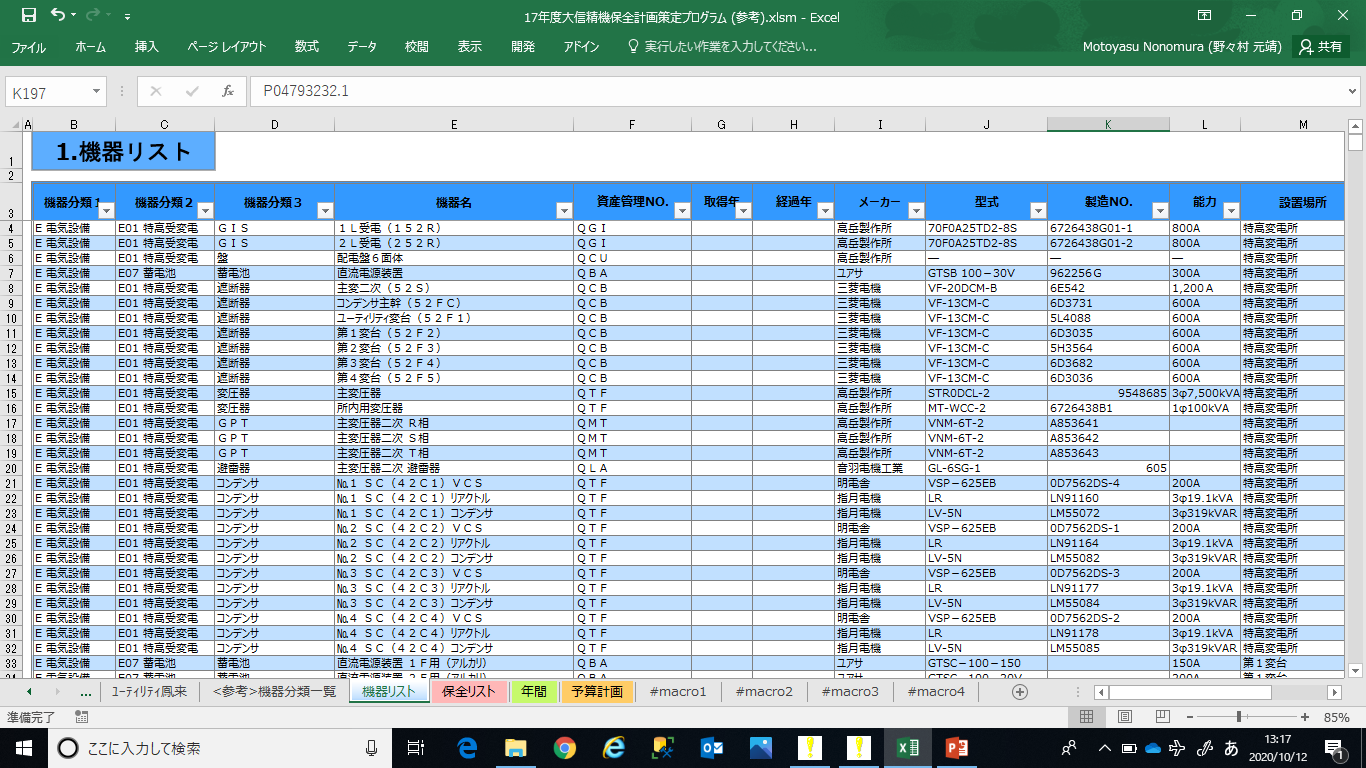 17年度大信精機保全計画策定プログラム (参考).xlsm - Excel
ファイル ホーム 挿入 ページ レイアウト 数式 データ 校閲 表示 開発 アドイン 実行したい作業を入力してください... Motoyasu Nonomura (野々村 元靖) 共有
K197 fx P04793232.1
A B C D E F G H I J K L M
1 1.機器リスト
2
3 機器分類1 機器分類2 機器分類3 機器名 資産管理NO. 取得年 経過年 メーカー 型式 製造NO. 能力 設置場所
4 E 電気設備 E01 特高受変電 GIS 1L受電(152R) QGI 高岳製作所 70F0A25TD2-8S 6726438G01-1 800A 特高変電所
5 E 電気設備 E01 特高受変電 GIS 2L受電(252R) QGI 高岳製作所 70F0A25TD2-8S 6726438G01-2 800A 特高変電所
6 E 電気設備 E01 特高受変電 盤 配電盤6面体 QCU 高岳製作所 ― ― ― 特高変電所
7 E 電気設備 E07 蓄電池 蓄電池 直流電源装置 QBA ユアサ GTSB 100-30V 962256G 300A 特高変電所
8 E 電気設備 E01 特高受変電 遮断器 主変二次(52S) QCB 三菱電機 VF-20DCM-B 6E542 1,200A 特高変電所
9 E 電気設備 E01 特高受変電 遮断器 コンデンサ主幹(52FC) QCB 三菱電機 VF-13CM-C 6D3731 600A 特高変電所
10 E 電気設備 E01 特高受変電 遮断器 ユーティリティ変台(52F1) QCB 三菱電機 VF-13CM-C 5L4088 600A 特高変電所
11 E 電気設備 E01 特高受変電 遮断器 第1変台(52F2) QCB 三菱電機 VF-13CM-C 6D3035 600A 特高変電所
12 E 電気設備 E01 特高受変電 遮断器 第2変台(52F3) QCB 三菱電機 VF-13CM-C 5H3564 600A 特高変電所
13 E 電気設備 E01 特高受変電 遮断器 第3変台(52F4) QCB 三菱電機 VF-13CM-C 6D3682 600A 特高変電所
14 E 電気設備 E01 特高受変電 遮断器 第4変台(52F5) QCB 三菱電機 VF-13CM-C 6D3036 600A 特高変電所
15 E 電気設備 E01 特高受変電 変圧器 主変圧器 QTF 高岳製作所 STR0DCL-2 9548685 3φ7,500kVA 特高変電所
16 E 電気設備 E01 特高受変電 変圧器 所内用変圧器 QTF 高岳製作所 MT-WCC-2 6726438B1 1φ100kVA 特高変電所
17 E 電気設備 E01 特高受変電 GPT 主変圧器二次 R相 QMT 高岳製作所 VNM-6T-2 A853641 特高変電所
18 E 電気設備 E01 特高受変電 GPT 主変圧器二次 S相 QMT 高岳製作所 VNM-6T-2 A853642 特高変電所
19 E 電気設備 E01 特高受変電 GPT 主変圧器二次 T相 QMT 高岳製作所 VNM-6T-2 A853643 特高変電所
20 E 電気設備 E01 特高受変電 避雷器 主変圧器二次 避雷器 QLA 音羽電機工業 GL-6SG-1 605 特高変電所
21 E 電気設備 E01 特高受変電 コンデンサ №1 SC(42C1)VCS QTF 明電舎 VSP-625EB 0D7562DS-4 200A 特高変電所
22 E 電気設備 E01 特高受変電 コンデンサ №1 SC(42C1)リアクトル QTF 指月電機 LR LN91160 3φ19.1kVA 特高変電所
23 E 電気設備 E01 特高受変電 コンデンサ №1 SC(42C1)コンデンサ QTF 指月電機 LV-5N LM55072 3φ319kVAR 特高変電所
24 E 電気設備 E01 特高受変電 コンデンサ №2 SC(42C2)VCS QTF 明電舎 VSP-625EB 0D7562DS-1 200A 特高変電所
25 E 電気設備 E01 特高受変電 コンデンサ №2 SC(42C2)リアクトル QTF 指月電機 LR LN91164 3φ19.1kVA 特高変電所
26 E 電気設備 E01 特高受変電 コンデンサ №2 SC(42C2)コンデンサ QTF 指月電機 LV-5N LM55082 3φ319kVAR 特高変電所
27 E 電気設備 E01 特高受変電 コンデンサ №3 SC(42C3)VCS QTF 明電舎 VSP-625EB 0D7562DS-3 200A 特高変電所
28 E 電気設備 E01 特高受変電 コンデンサ №3 SC(42C3)リアクトル QTF 指月電機 LR LN91177 3φ19.1kVA 特高変電所
29 E 電気設備 E01 特高受変電 コンデンサ №3 SC(42C3)コンデンサ QTF 指月電機 LV-5N LM55084 3φ319kVAR 特高変電所
30 E 電気設備 E01 特高受変電 コンデンサ №4 SC(42C4)VCS QTF 明電舎 VSP-625EB 0D7562DS-2 200A 特高変電所
31 E 電気設備 E01 特高受変電 コンデンサ №4 SC(42C4)リアクトル QTF 指月電機 LR LN91178 3φ19.1kVA 特高変電所
32 E 電気設備 E01 特高受変電 コンデンサ №4 SC(42C4)コンデンサ QTF 指月電機 LV-5N LM55085 3φ319kVAR 特高変電所
33 E 電気設備 E07 蓄電池 蓄電池 直流電源装置 1F用(アルカリ) QBA ユアサ GTSC-100-150 150A 第1変台
... ユーティリティ鳳来 <参考>機器分類一覧 機器リスト 保全リスト 年間 予算計画 #macro1 #macro2 #macro3 #macro4
準備完了 85%
ここに入力して検索 あ 13:17
2020/10/12 1